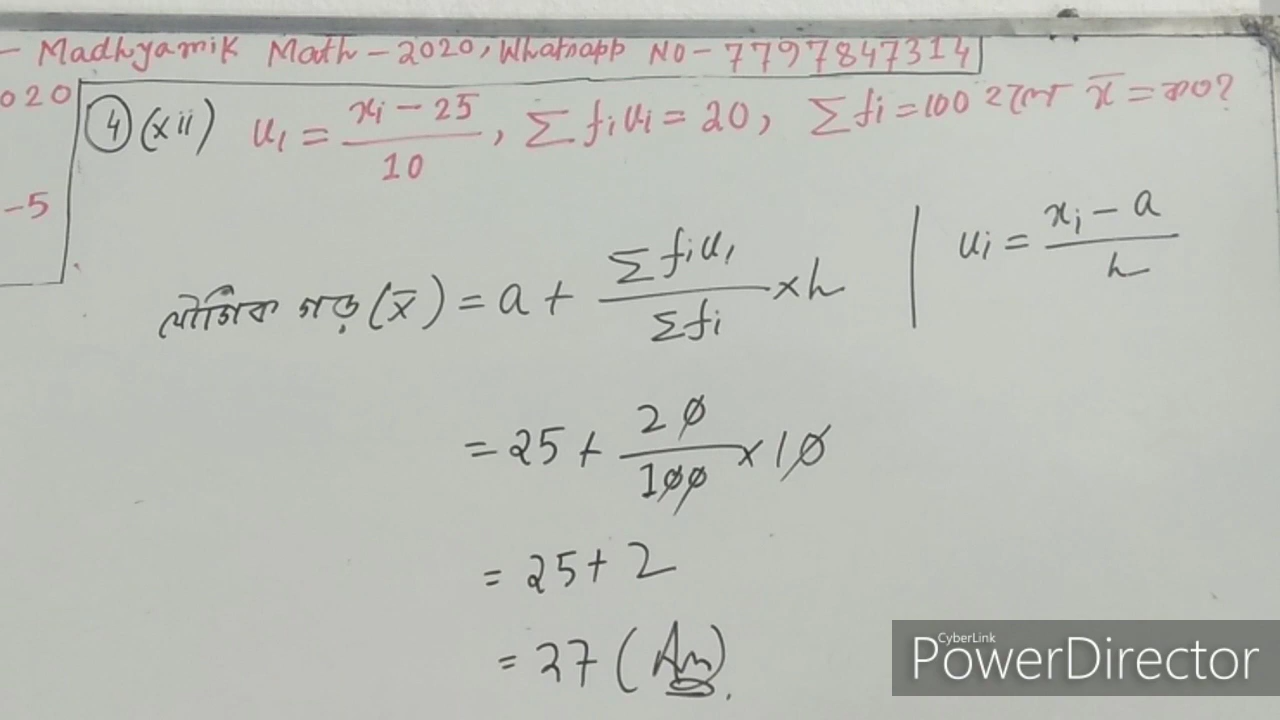 - Madhyamik Math - 2020, Whatsapp NO - 7797847314
020
④(xii) u₁ = (xᵢ - 25)/10, Σfᵢuᵢ = 20, Σfᵢ = 100 হলে x̄ = কত?
-5
যৌগিক গড় (x̄) = a + (Σfᵢu₁)/(Σfᵢ) × h | uᵢ = (xᵢ - a)/h
= 25 + 20/100 × 10
= 25 + 2
= 27 (Ans).
CyberLink
PowerDirector